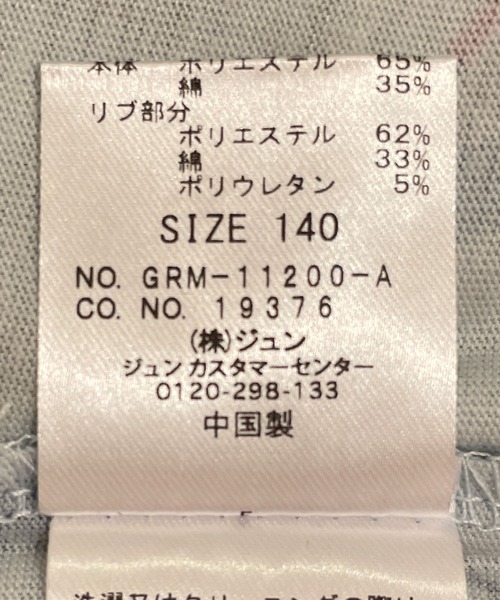 本体 ポリエステル 65%
綿 35%
リブ部分
ポリエステル 62%
綿 33%
ポリウレタン 5%
SIZE 140
NO. GRM-11200-A
CO. NO. 19376
(株)ジュン
ジュン カスタマーセンター
0120-298-133
中国製